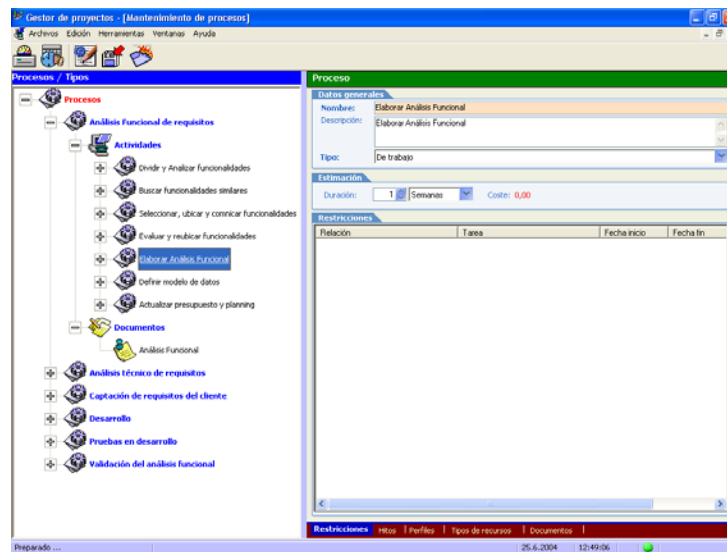 Gestor de proyectos - [Mantenimiento de procesos]
Archivos Edición Herramientas Ventanas Ayuda
Procesos / Tipos
Procesos
Análisis Funcional de requisitos
Actividades
Dividir y Analizar funcionalidades
Buscar funcionalidades similares
Seleccionar, ubicar y comnicar funcionalidades
Evaluar y reubicar funcionalidades
Elaborar Análisis Funcional
Definir modelo de datos
Actualizar presupuesto y planning
Documentos
Análisis Funcional
Análisis técnico de requisitos
Captación de requisitos del cliente
Desarrollo
Pruebas en desarrollo
Validación del análisis funcional
Proceso
Datos generales
Nombre: Elaborar Análisis Funcional
Descripción: Elaborar Análisis Funcional
Tipo: De trabajo
Estimación
Duración: 1 Semanas Coste: 0,00
Restricciones
Relación Tarea Fecha inicio Fecha fin
Restricciones Hitos Perfiles Tipos de recursos Documentos
Preparado ... 25.6.2004 12:49:06